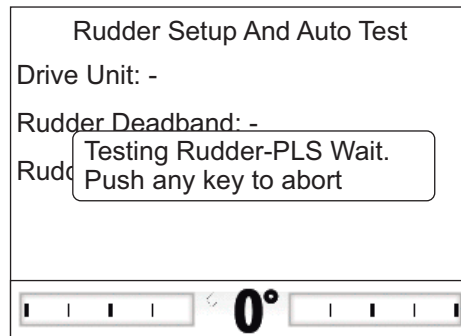 Rudder Setup And Auto Test
Drive Unit: -
Rudder Deadband: -
Testing Rudder-PLS Wait.
Push any key to abort
0°